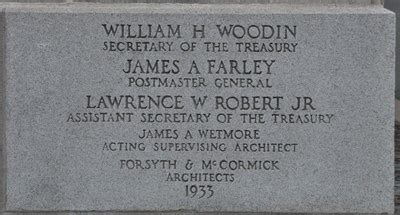 WILLIAM H WOODIN
SECRETARY OF THE TREASURY
JAMES A FARLEY
POSTMASTER GENERAL
LAWRENCE W ROBERT JR
ASSISTANT SECRETARY OF THE TREASURY
JAMES A WETMORE
ACTING SUPERVISING ARCHITECT
FORSYTH & McCORMICK
ARCHITECTS
1933